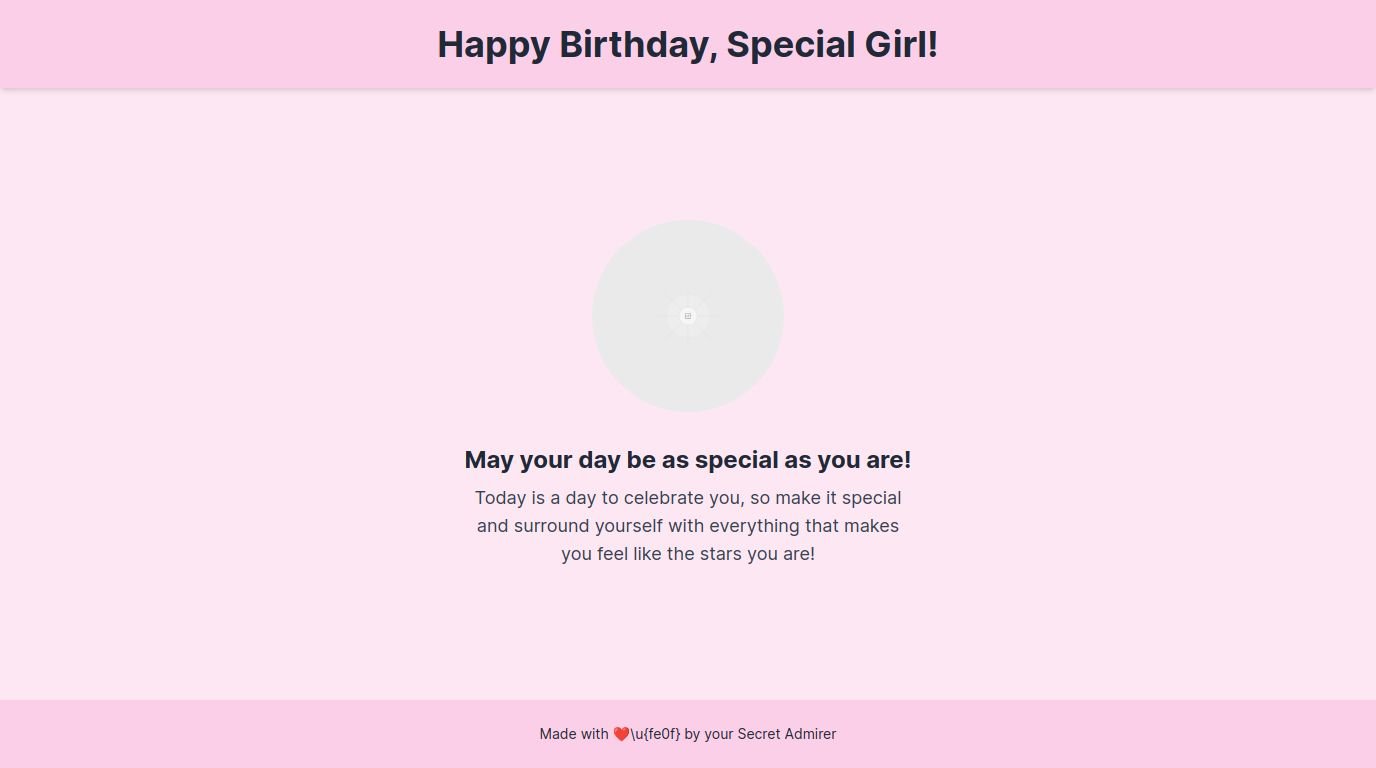 Happy Birthday, Special Girl!
May your day be as special as you are!
Today is a day to celebrate you, so make it special
and surround yourself with everything that makes
you feel like the stars you are!
Made with ❤️\u{fe0f} by your Secret Admirer